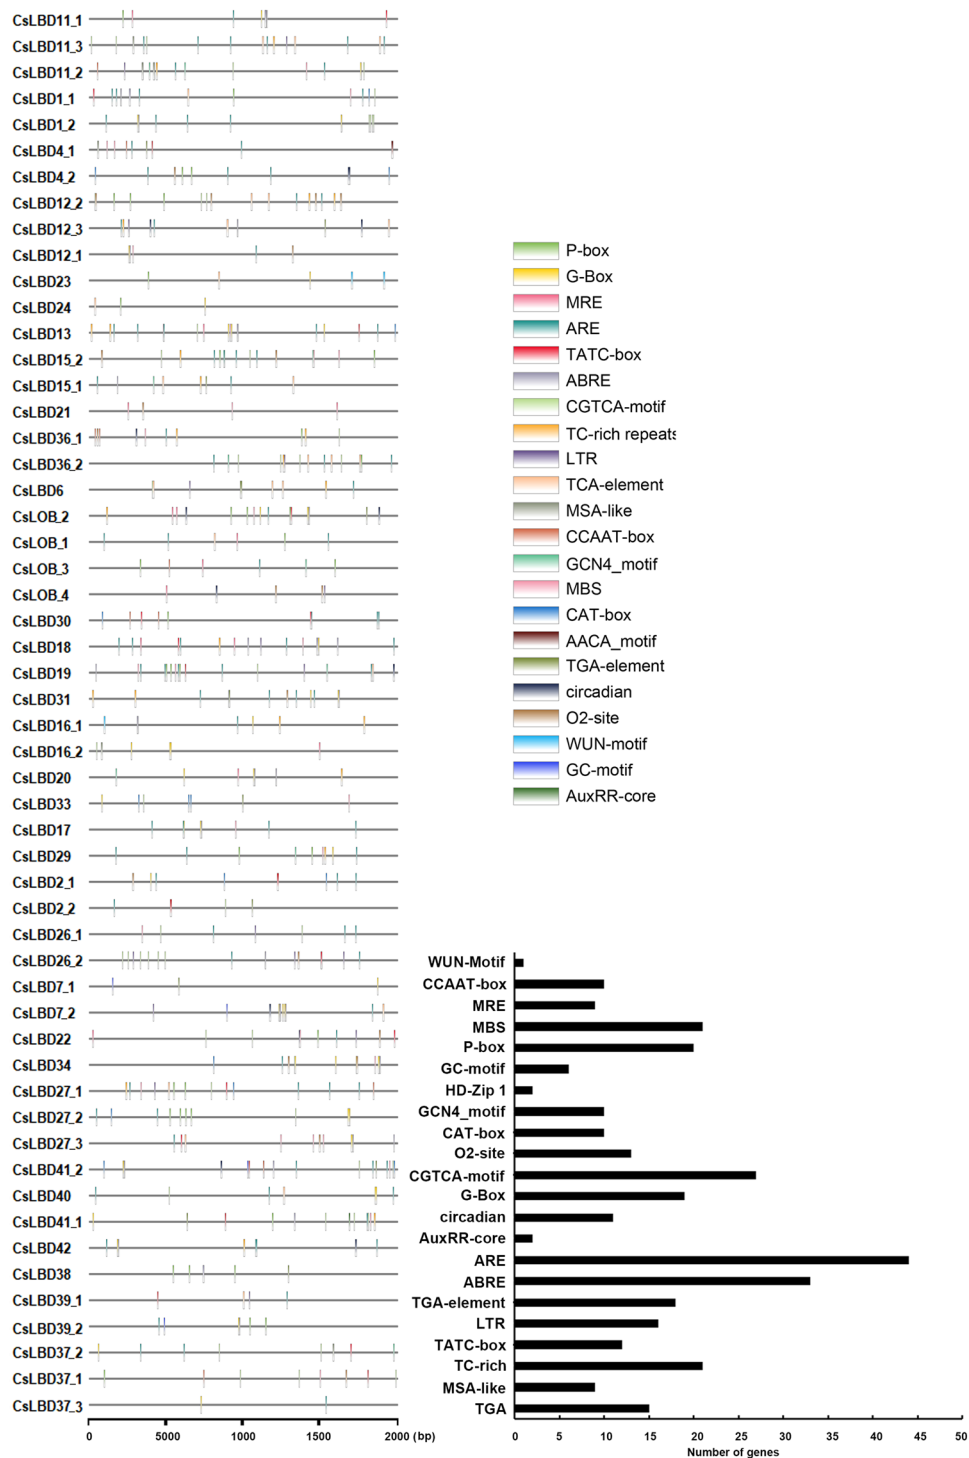 CsLBD11_1
CsLBD11_3
CsLBD11_2
CsLBD1_1
CsLBD1_2
CsLBD4_1
CsLBD4_2
CsLBD12_2
CsLBD12_3
CsLBD12_1
CsLBD23
CsLBD24
CsLBD13
CsLBD15_2
CsLBD15_1
CsLBD21
CsLBD36_1
CsLBD36_2
CsLBD6
CsLOB_2
CsLOB_1
CsLOB_3
CsLOB_4
CsLBD30
CsLBD18
CsLBD19
CsLBD31
CsLBD16_1
CsLBD16_2
CsLBD20
CsLBD33
CsLBD17
CsLBD29
CsLBD2_1
CsLBD2_2
CsLBD26_1
CsLBD26_2
CsLBD7_1
CsLBD7_2
CsLBD22
CsLBD34
CsLBD27_1
CsLBD27_2
CsLBD27_3
CsLBD41_2
CsLBD40
CsLBD41_1
CsLBD42
CsLBD38
CsLBD39_1
CsLBD39_2
CsLBD37_2
CsLBD37_1
CsLBD37_3
0 500 1000 1500 2000 (bp)
P-box
G-Box
MRE
ARE
TATC-box
ABRE
CGTCA-motif
TC-rich repeats
LTR
TCA-element
MSA-like
CCAAT-box
GCN4_motif
MBS
CAT-box
AACA_motif
TGA-element
circadian
O2-site
WUN-motif
GC-motif
AuxRR-core
WUN-Motif
CCAAT-box
MRE
MBS
P-box
GC-motif
HD-Zip 1
GCN4_motif
CAT-box
O2-site
CGTCA-motif
G-Box
circadian
AuxRR-core
ARE
ABRE
TGA-element
LTR
TATC-box
TC-rich
MSA-like
TGA
0 5 10 15 20 25 30 35 40 45 50
Number of genes